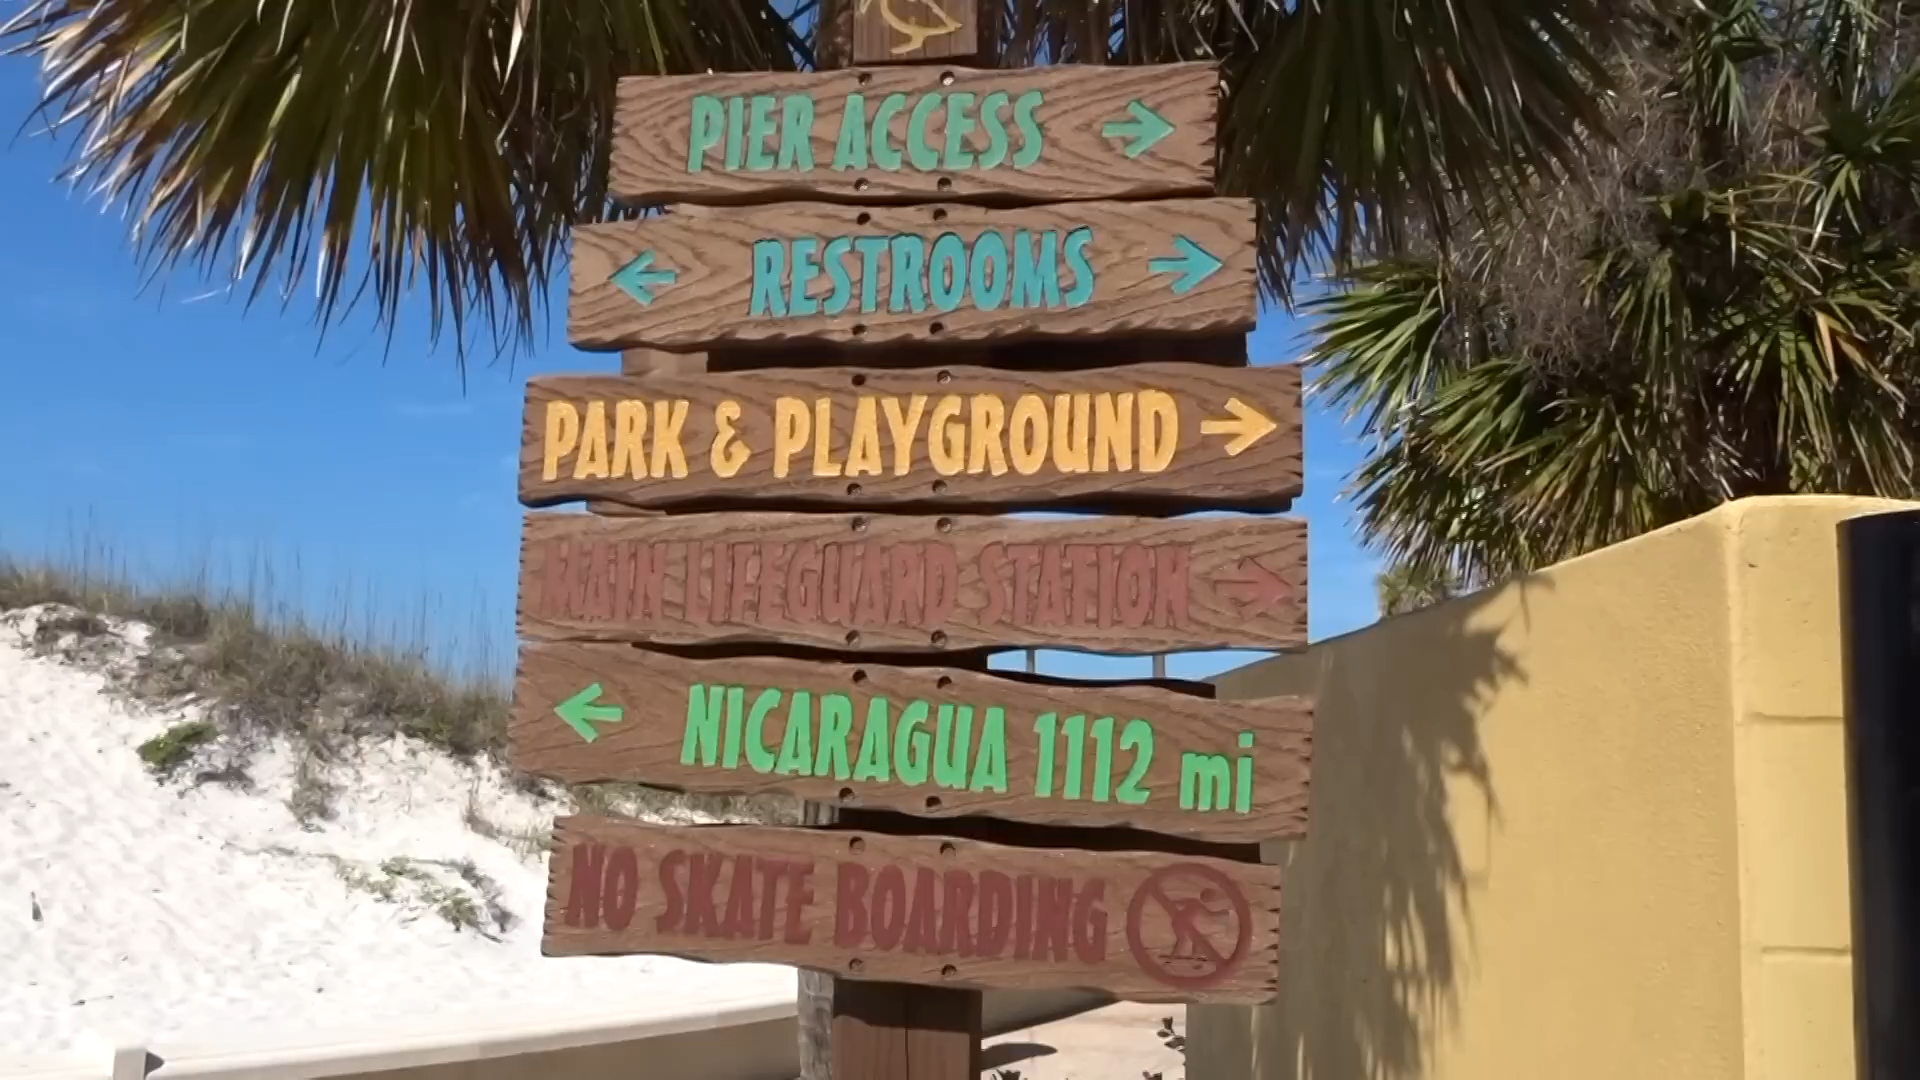 PIER ACCESS →
← RESTROOMS →
PARK & PLAYGROUND →
MAIN LIFEGUARD STATION →
← NICARAGUA 1112 mi
NO SKATE BOARDING